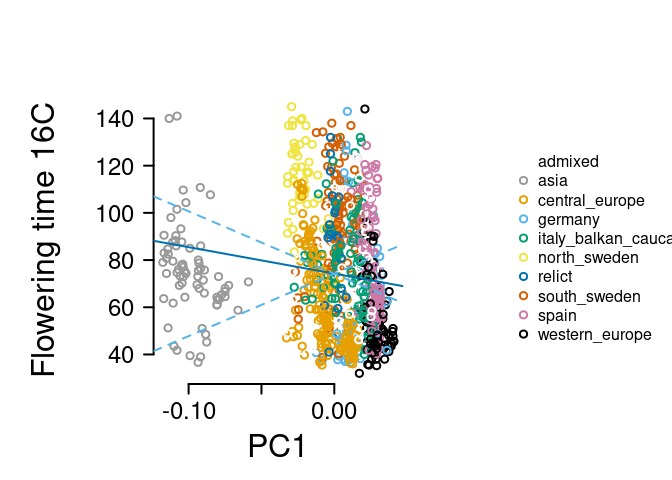 Flowering time 16C
140
120
100
80
60
40
-0.10
0.00
PC1
admixed
asia
central_europe
germany
italy_balkan_cauca
north_sweden
relict
south_sweden
spain
western_europe